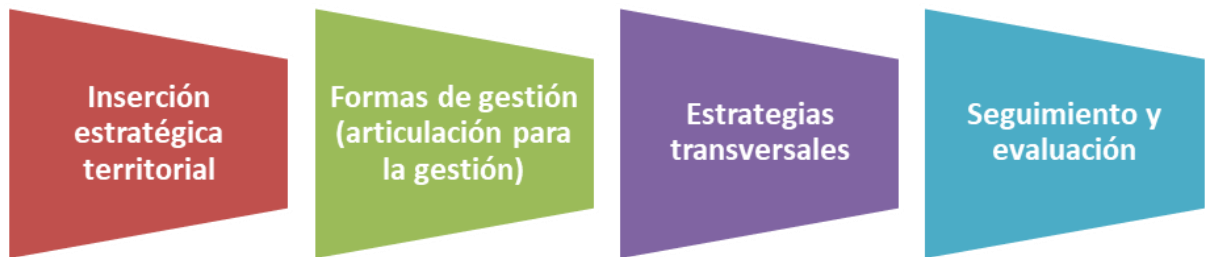 Inserción
estratégica
territorial
Formas de gestión
(articulación para
la gestión)
Estrategias
transversales
Seguimiento y
evaluación